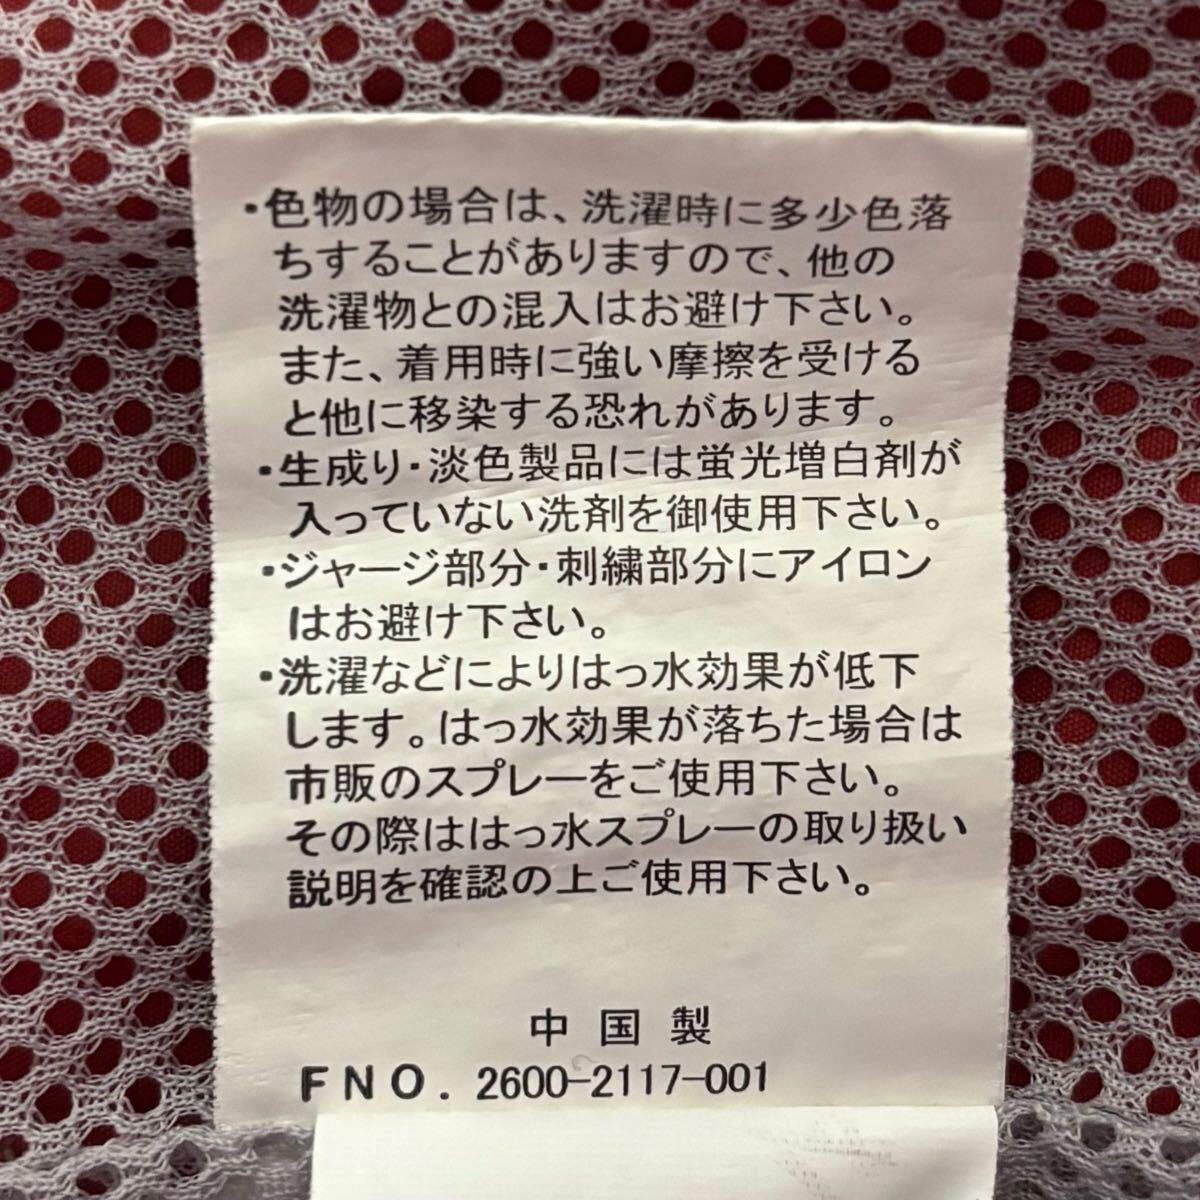 ・色物の場合は、洗濯時に多少色落
ちすることがありますので、他の
洗濯物との混入はお避け下さい。
また、着用時に強い摩擦を受ける
と他に移染する恐れがあります。
・生成り・淡色製品には蛍光増白剤が
入っていない洗剤を御使用下さい。
・ジャージ部分・刺繍部分にアイロン
はお避け下さい。
・洗濯などによりはっ水効果が低下
します。はっ水効果が落ちた場合は
市販のスプレーをご使用下さい。
その際ははっ水スプレーの取り扱い
説明を確認の上ご使用下さい。
中国製
FNO. 2600-2117-001